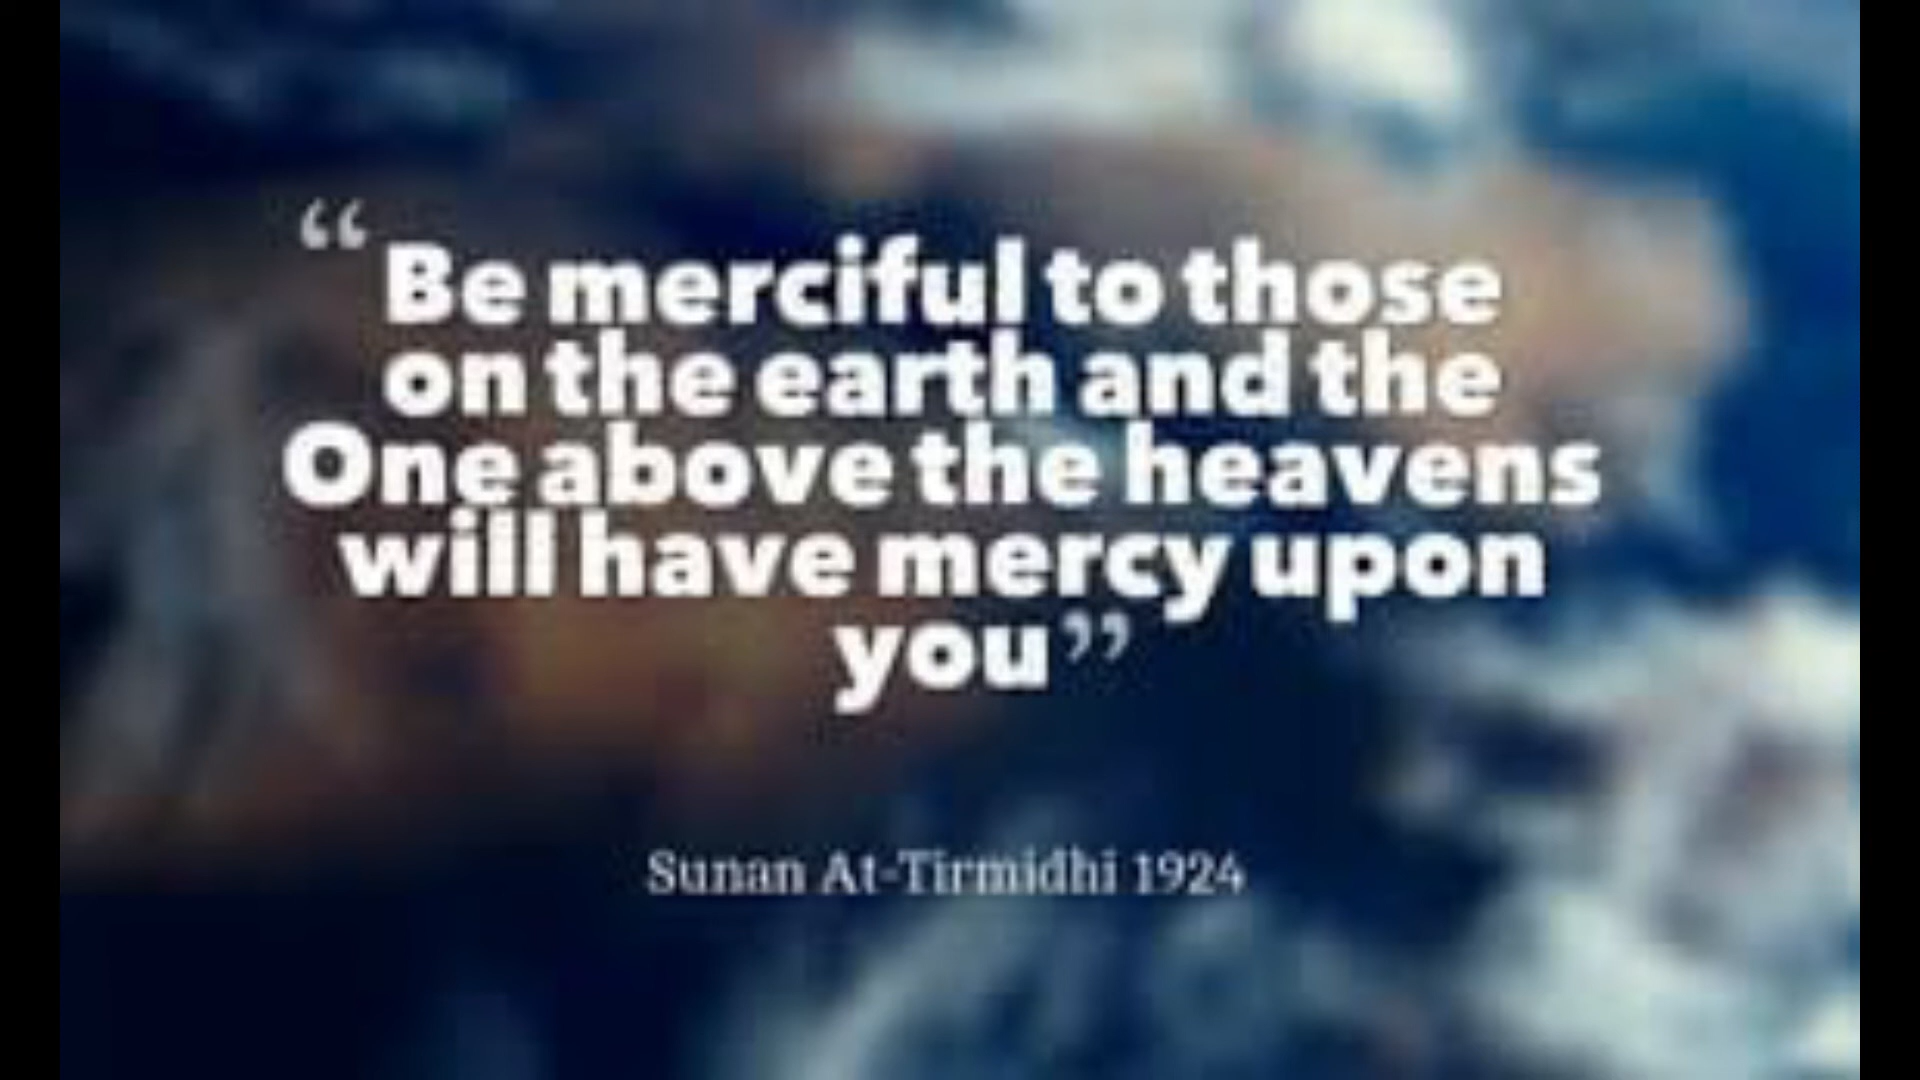 “Be merciful to those
on the earth and the
One above the heavens
will have mercy upon
you”
Sunan At-Tirmidhi 1924